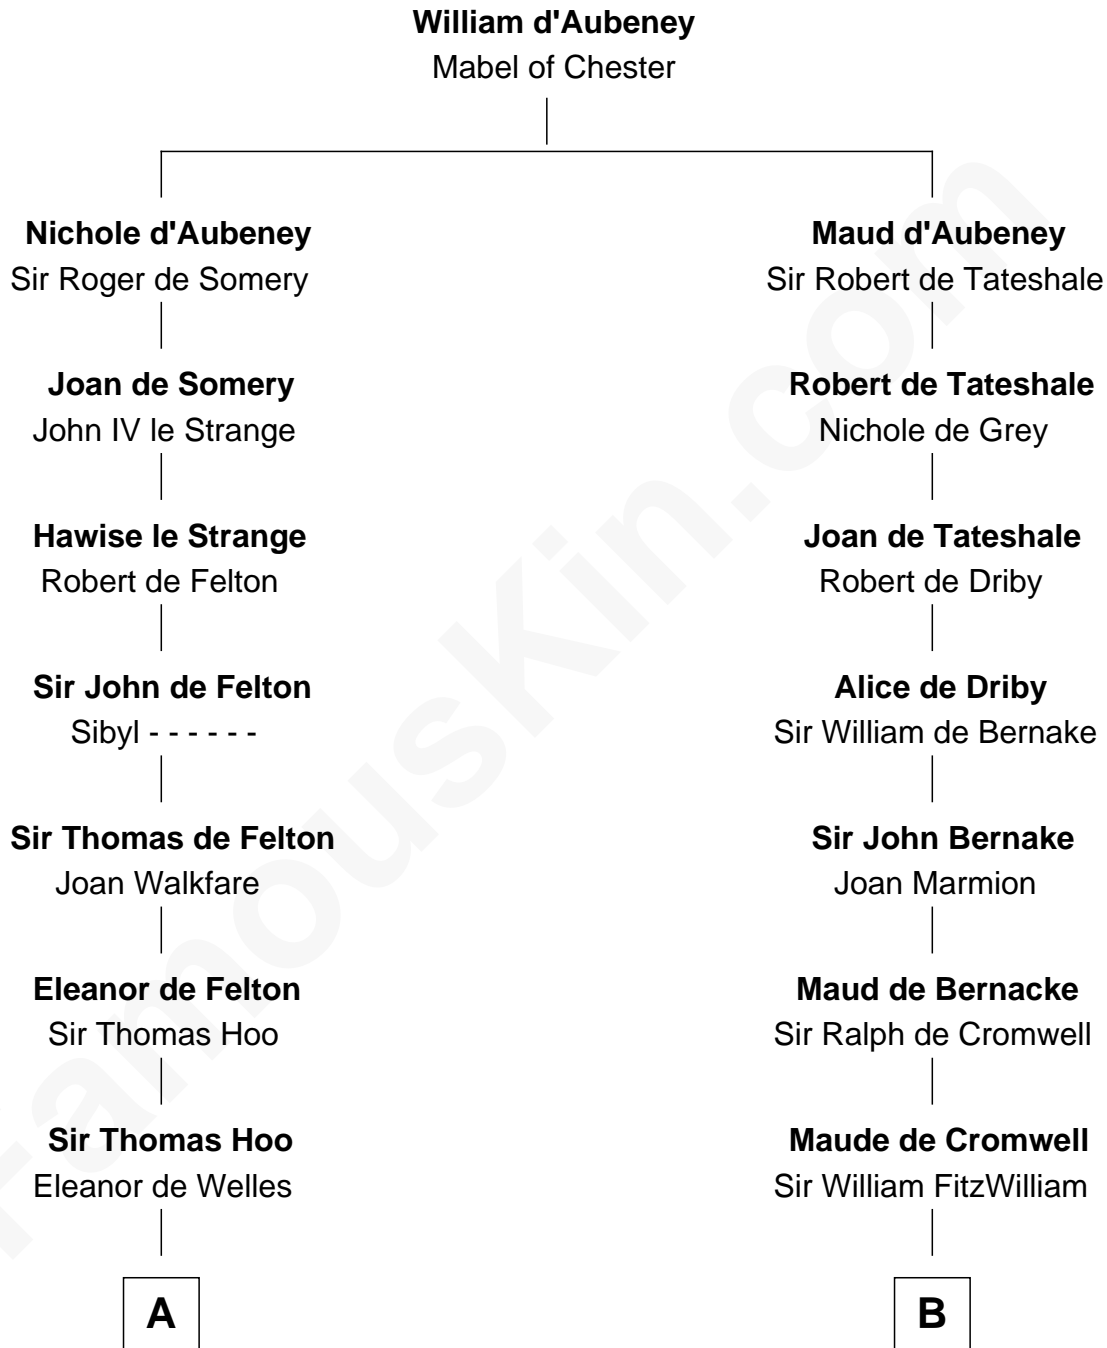 William d'Aubeney
Mabel of Chester
Nichole d'Aubeney
Sir Roger de Somery
Maud d'Aubeney
Sir Robert de Tateshale
Joan de Somery
John IV le Strange
Robert de Tateshale
Nichole de Grey
Hawise le Strange
Robert de Felton
Joan de Tateshale
Robert de Driby
Sir John de Felton
Sibyl - - - - - -
Alice de Driby
Sir William de Bernake
Sir Thomas de Felton
Joan Walkfare
Sir John Bernake
Joan Marmion
Eleanor de Felton
Sir Thomas Hoo
Maud de Bernacke
Sir Ralph de Cromwell
Sir Thomas Hoo
Eleanor de Welles
Maude de Cromwell
Sir William FitzWilliam
A
B
FamousKin.com